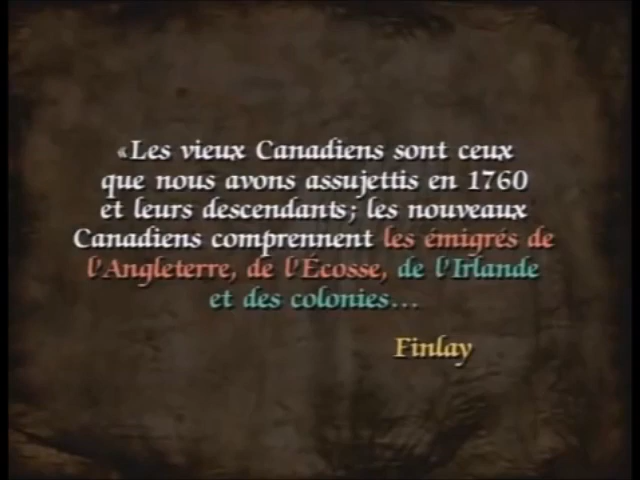 «Les vieux Canadiens sont ceux
que nous avons assujettis en 1760
et leurs descendants; les nouveaux
Canadiens comprennent les émigrés de
l'Angleterre, de l'Écosse, de l'Irlande
et des colonies...
Finlay